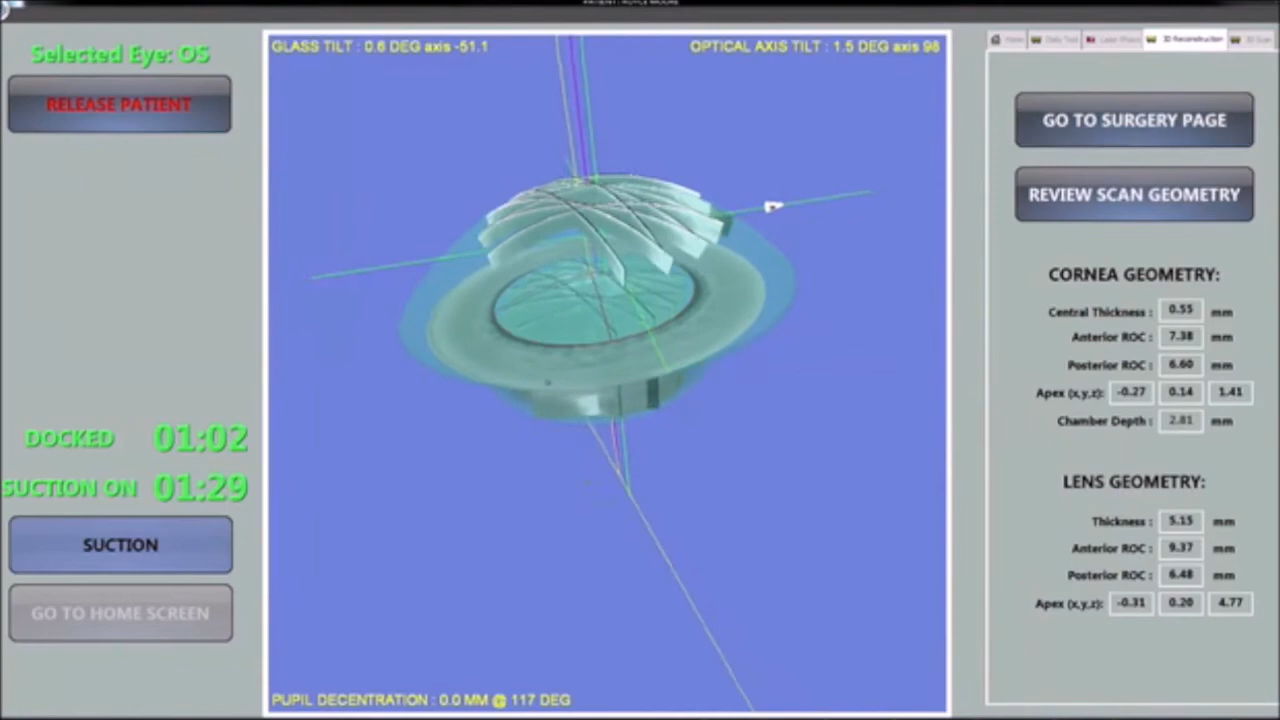 Selected Eye: OS
RELEASE PATIENT
DOCKED 01:02
SUCTION ON 01:29
SUCTION
GO TO HOME SCREEN
GLASS TILT : 0.6 DEG axis -51.1
OPTICAL AXIS TILT : 1.5 DEG axis 98
PUPIL DECENTRATION : 0.0 MM @ 117 DEG
3D Reconstruction
GO TO SURGERY PAGE
REVIEW SCAN GEOMETRY
CORNEA GEOMETRY:
Central Thickness : 0.55 mm
Anterior ROC : 7.38 mm
Posterior ROC : 6.60 mm
Apex (x,y,z): -0.27 0.14 1.41
Chamber Depth : 2.81 mm
LENS GEOMETRY:
Thickness : 5.15 mm
Anterior ROC : 9.37 mm
Posterior ROC : 6.48 mm
Apex (x,y,z): -0.31 0.20 4.77